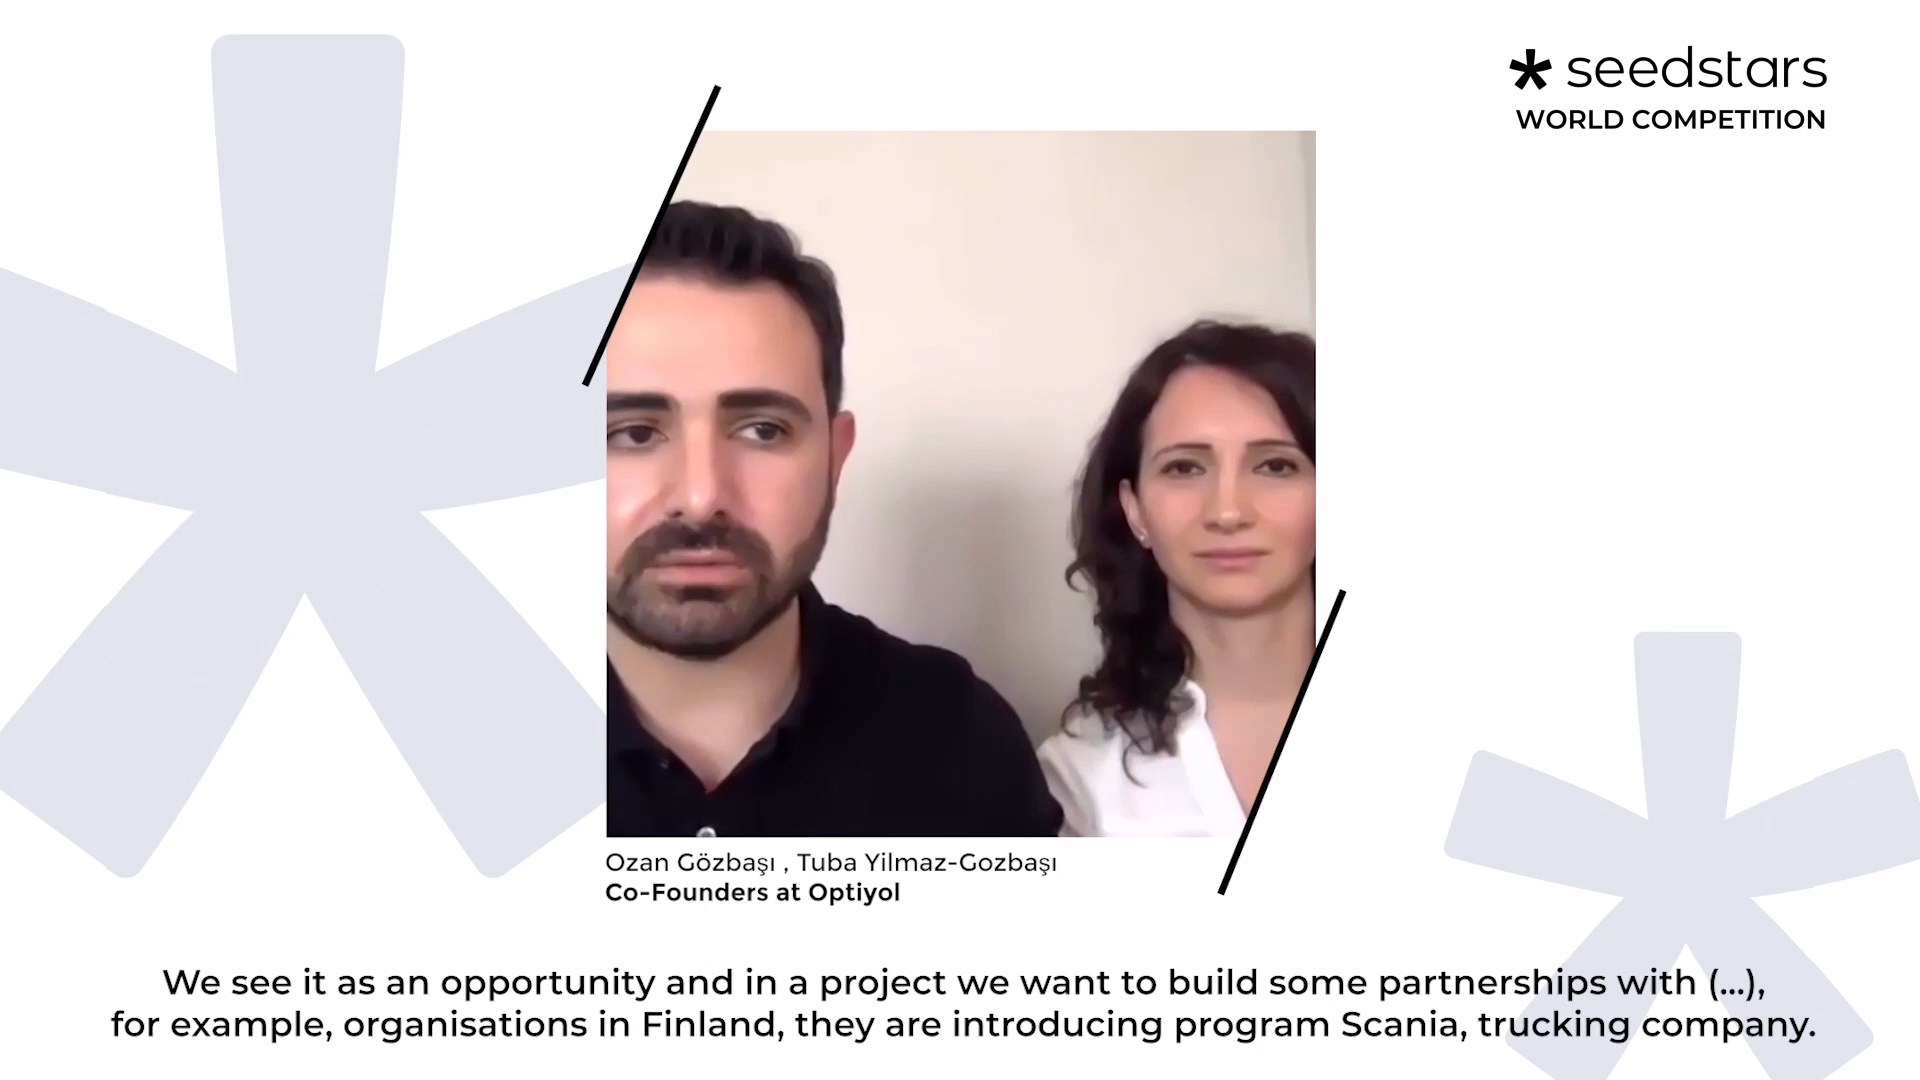 seedstars
WORLD COMPETITION
Ozan Gözbaşı , Tuba Yilmaz-Gozbaşı
Co-Founders at Optiyol
We see it as an opportunity and in a project we want to build some partnerships with (...),
for example, organisations in Finland, they are introducing program Scania, trucking company.